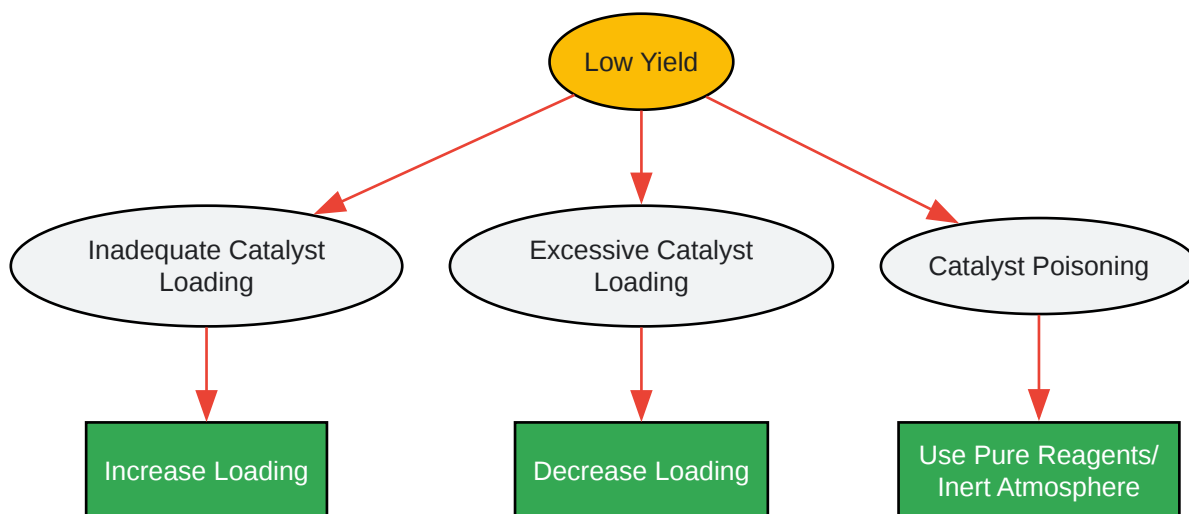 Low Yield
Inadequate Catalyst
Loading
Excessive Catalyst
Loading
Catalyst Poisoning
Increase Loading
Decrease Loading
Use Pure Reagents/
Inert Atmosphere